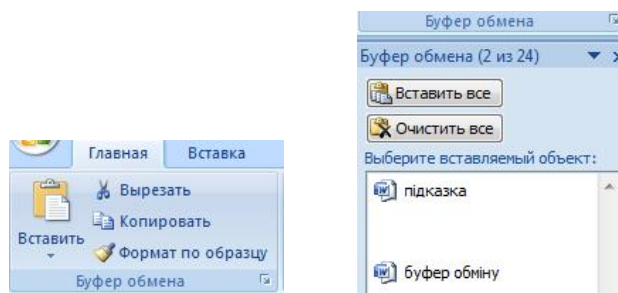 Главная Вставка
Вставить
Вырезать
Копировать
Формат по образцу
Буфер обмена
Буфер обмена
Буфер обмена (2 из 24)
Вставить все
Очистить все
Выберите вставляемый объект:
підказка
буфер обміну